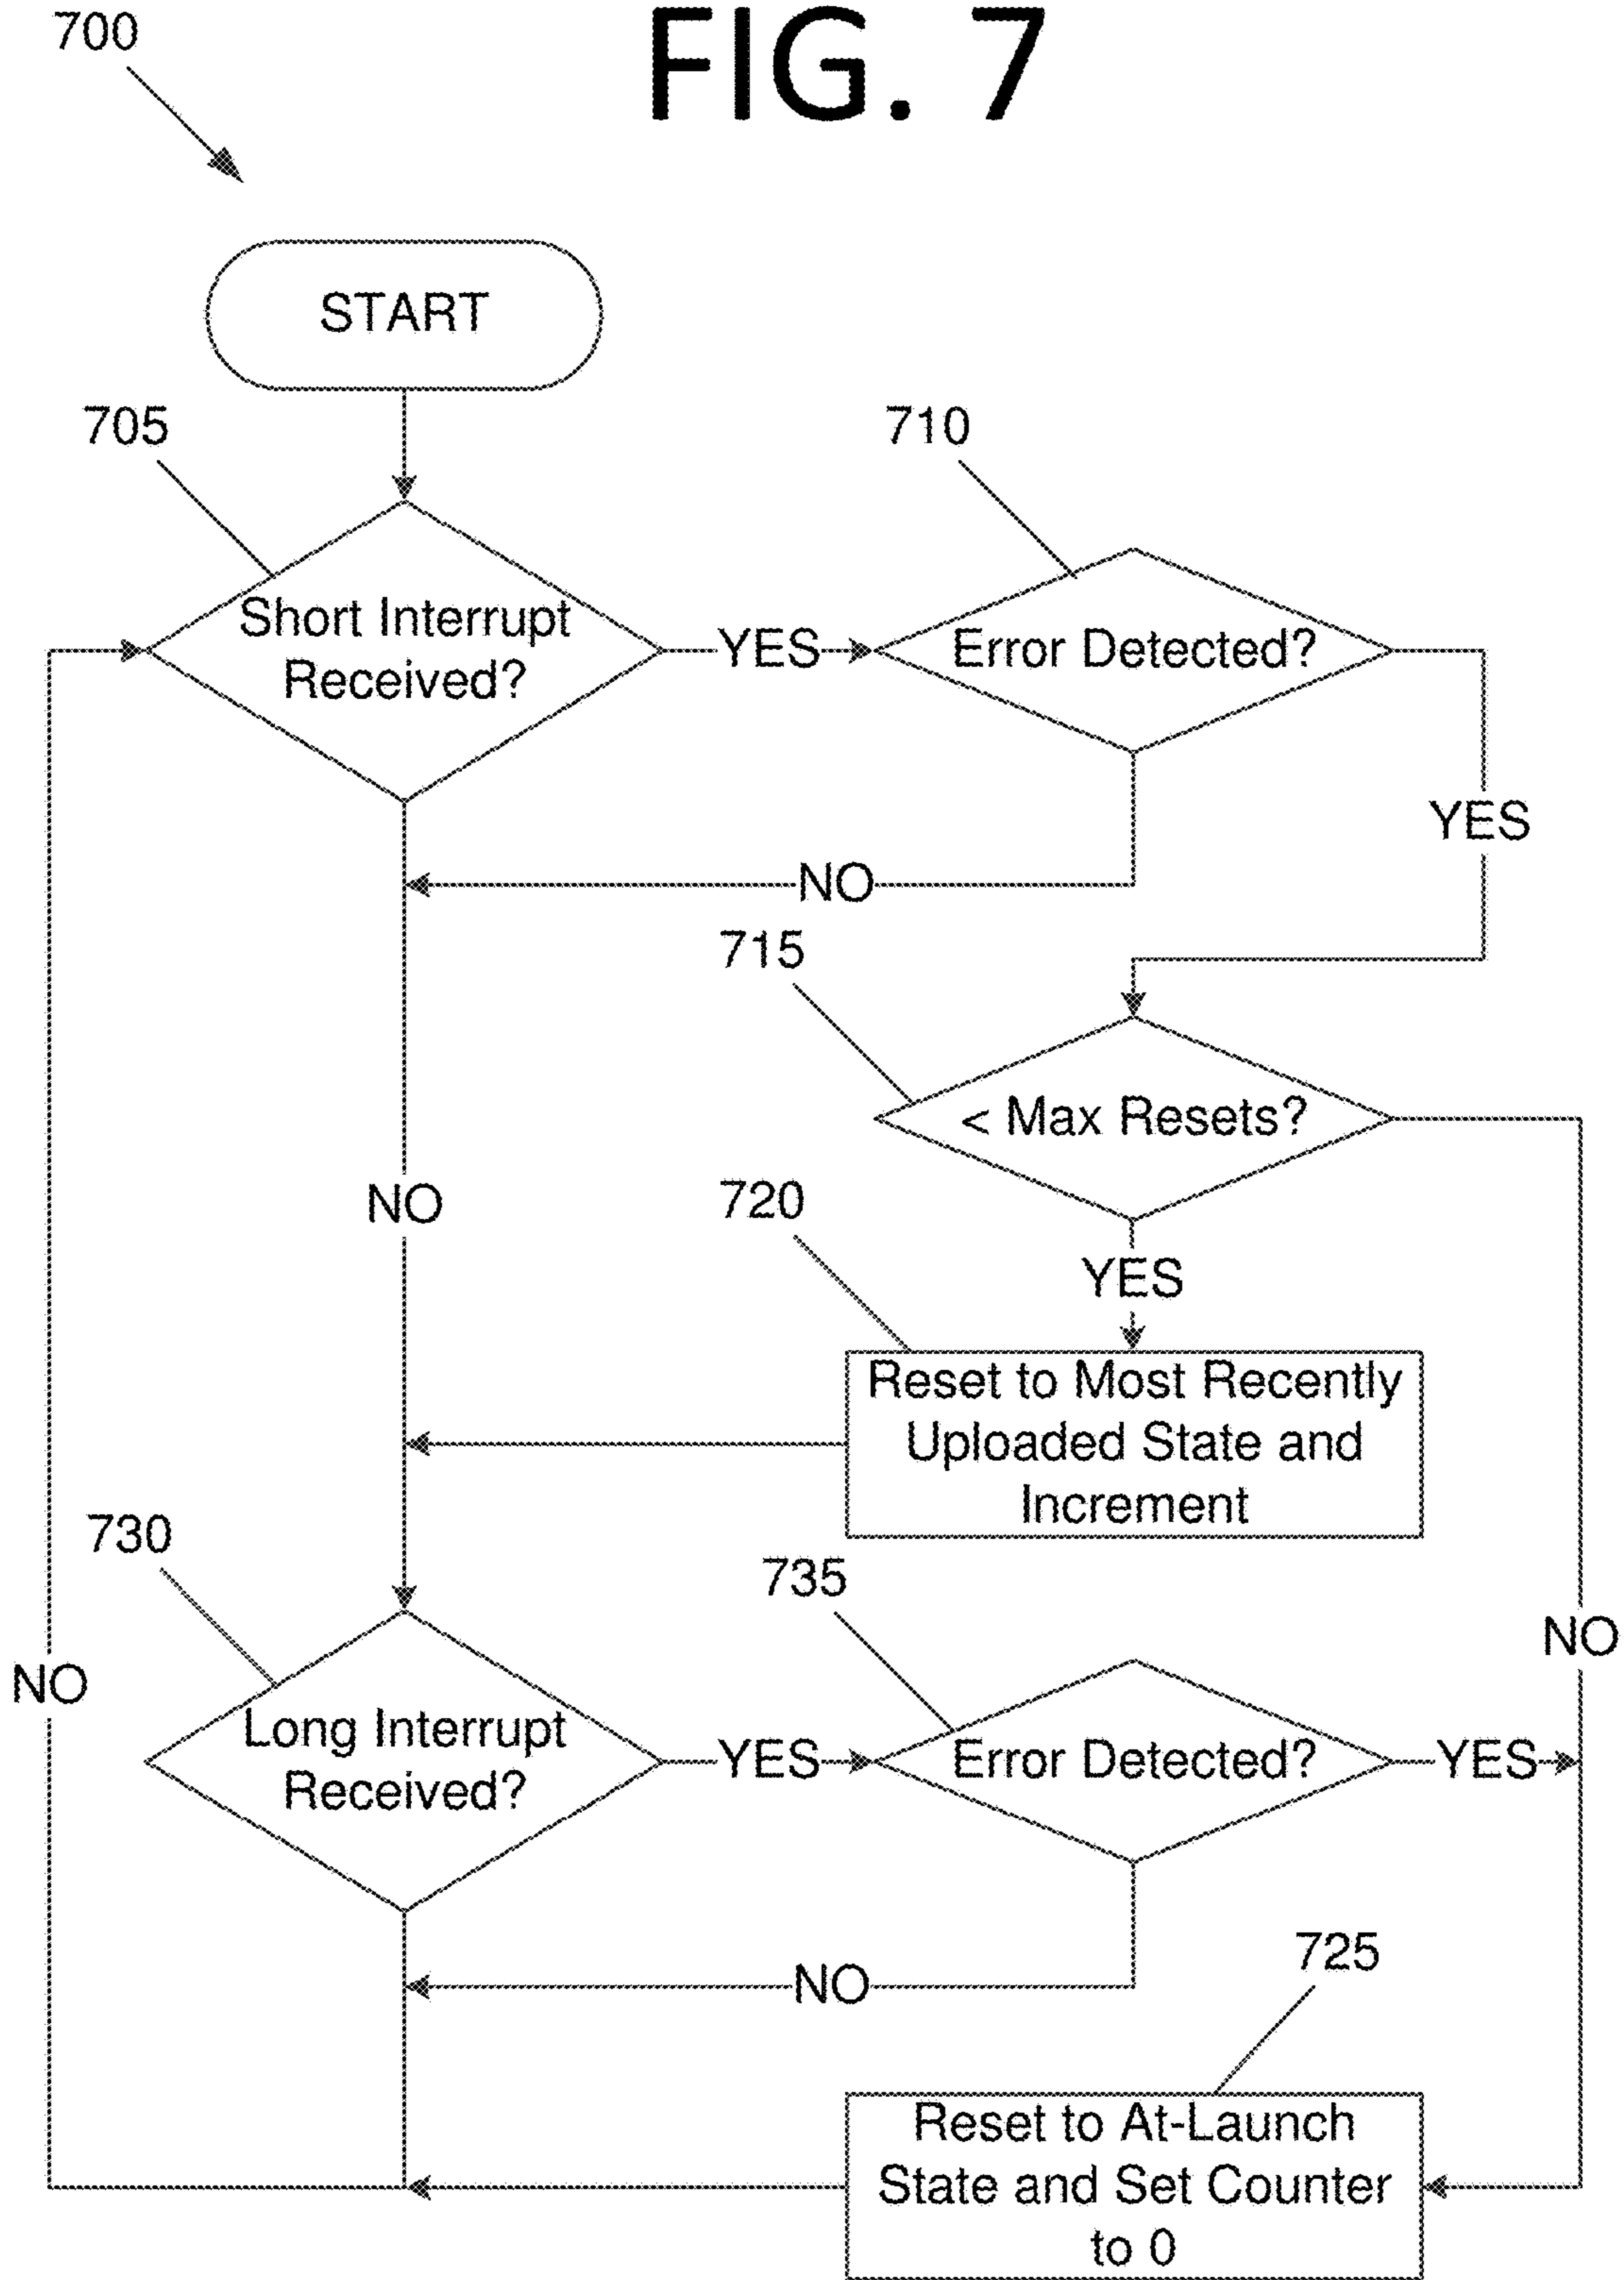 700
FIG. 7
START
705
710
Short Interrupt
Received?
YES
Error Detected?
YES
NO
715
< Max Resets?
NO
720
YES
Reset to Most Recently
Uploaded State and
Increment
730
735
NO
NO
Long Interrupt
Received?
YES
Error Detected?
YES
NO
725
Reset to At-Launch
State and Set Counter
to 0